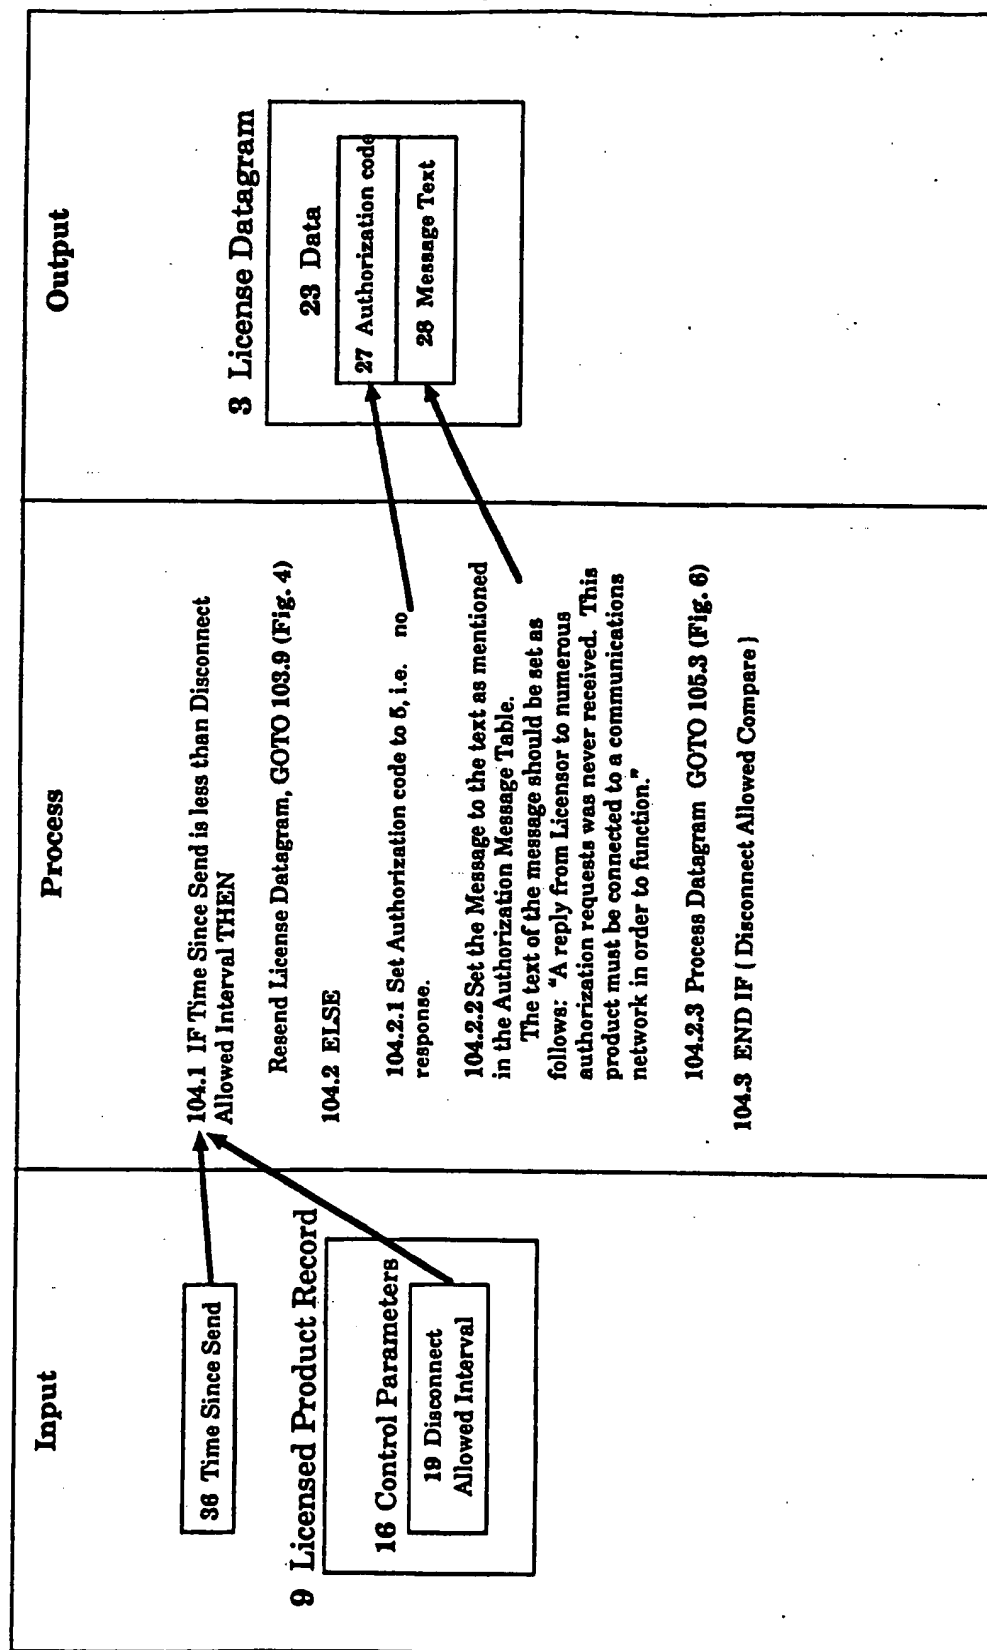 Input
36 Time Since Send
9 Licensed Product Record
16 Control Parameters
19 Disconnect
Allowed Interval
Process
104.1 IF Time Since Send is less than Disconnect
Allowed Interval THEN
Resend License Datagram, GOTO 103.9 (Fig. 4)
104.2 ELSE
104.2.1 Set Authorization code to 5, i.e. no
response.
104.2.2 Set the Message to the text as mentioned
in the Authorization Message Table.
The text of the message should be set as
follows: "A reply from Licensor to numerous
authorization requests was never received. This
product must be connected to a communications
network in order to function."
104.2.3 Process Datagram GOTO 105.3 (Fig. 6)
104.3 END IF ( Disconnect Allowed Compare )
Output
3 License Datagram
23 Data
27 Authorization code
28 Message Text